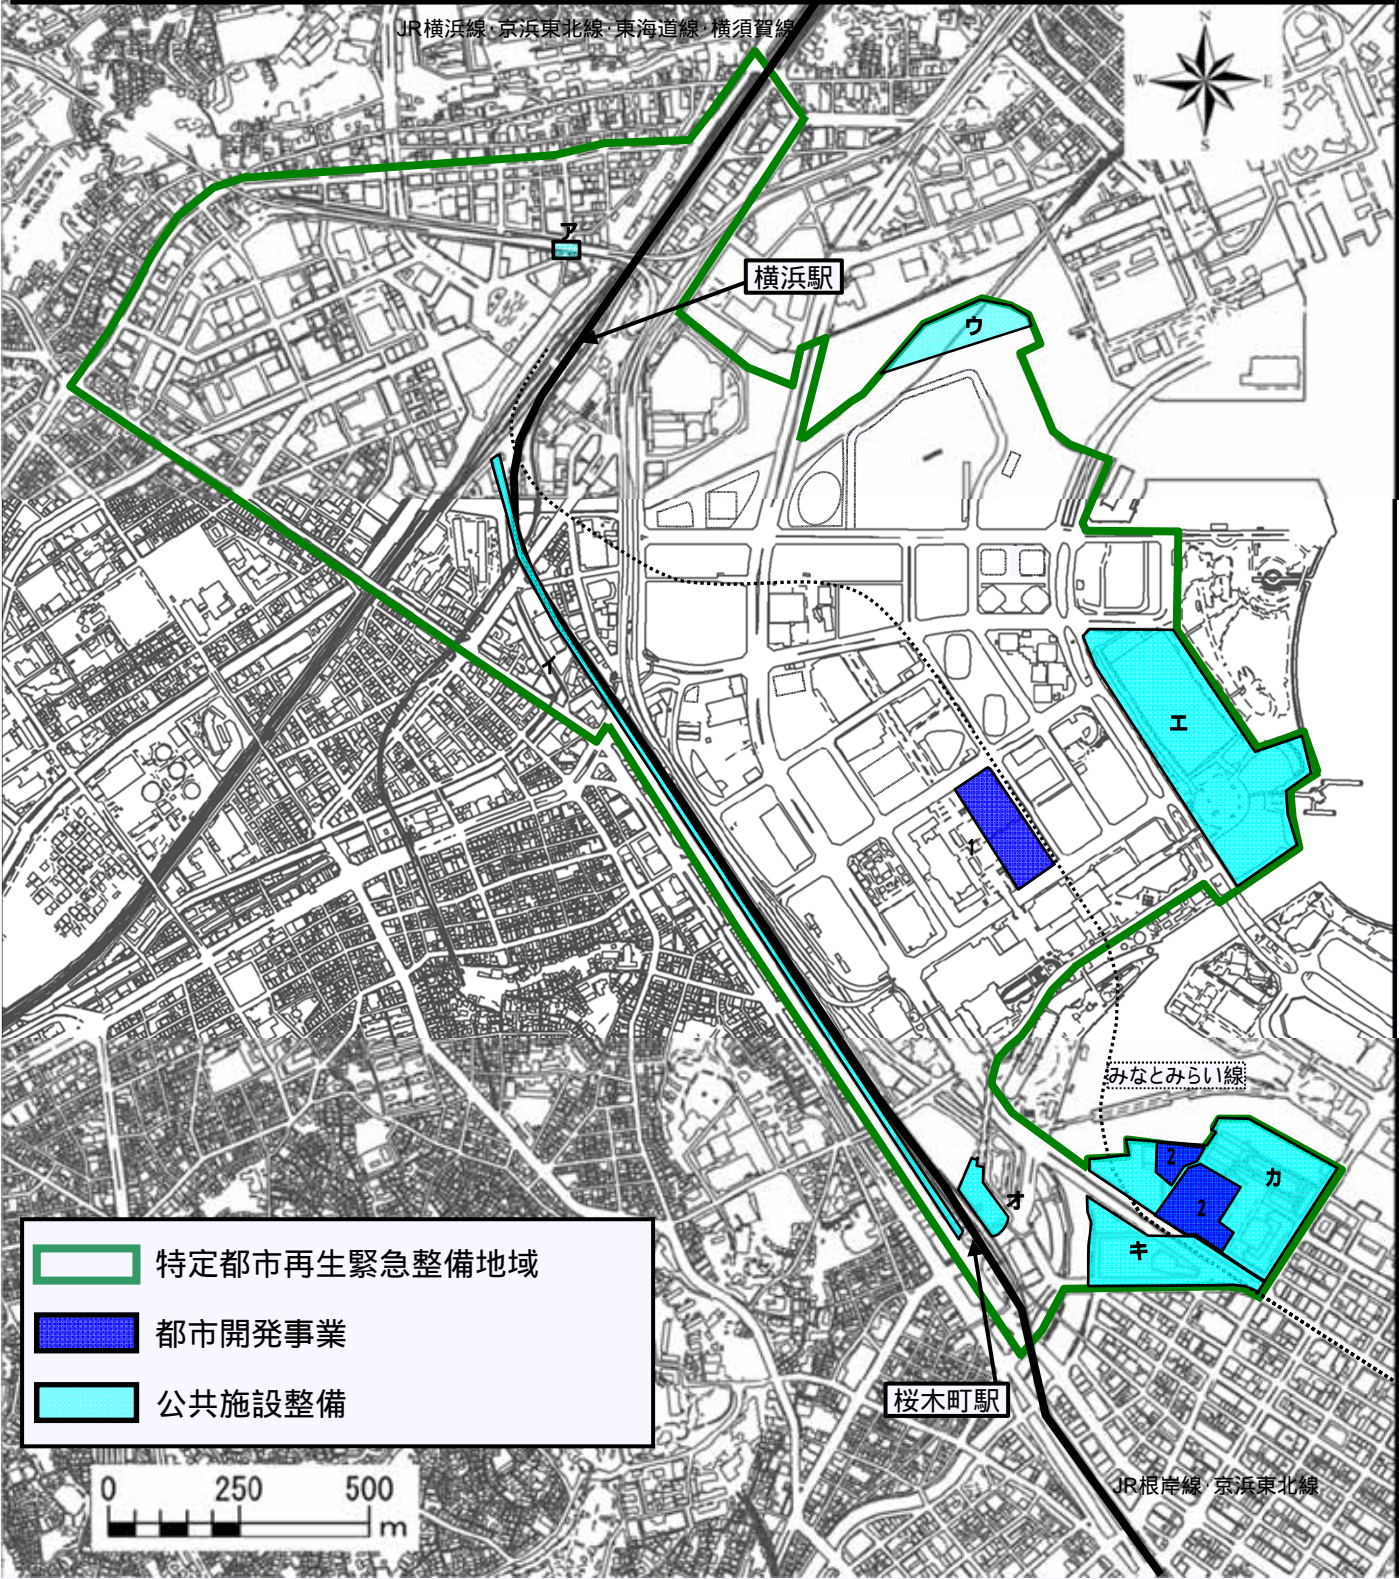 JR横浜線・京浜東北線・東海道線・横須賀線
N
W
E
S
ア
横浜駅
ウ
イ
エ
1
みなとみらい線
2
カ
2
オ
キ
特定都市再生緊急整備地域
都市開発事業
公共施設整備
桜木町駅
JR根岸線・京浜東北線
0 250 500
m